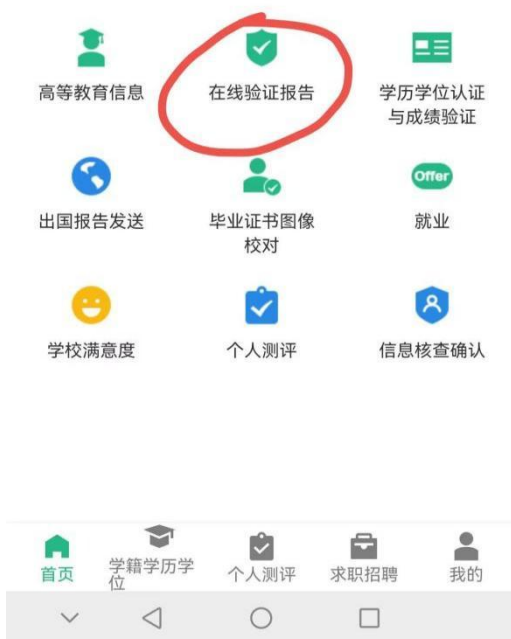 高等教育信息
在线验证报告
学历学位认证
与成绩验证
Offer
出国报告发送
毕业证书图像
校对
就业
学校满意度
个人测评
信息核查确认
首页
学籍学历学
位
个人测评
求职招聘
我的